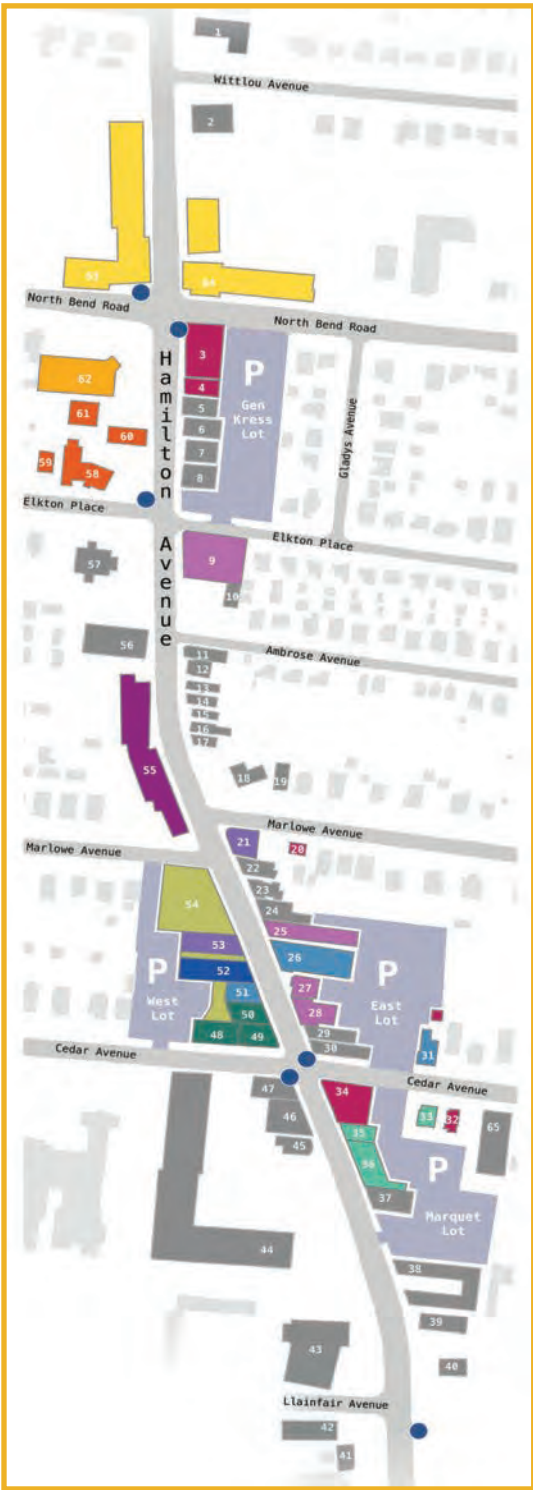 1
Wittlou Avenue
2
63
64
North Bend Road
North Bend Road
Hamilton Avenue
3
P
Gen
Kress
Lot
4
5
6
7
8
62
61
60
59
58
Gladys Avenue
Elkton Place
Elkton Place
9
10
57
56
11
Ambrose Avenue
12
13
14
15
16
17
55
18
19
Marlowe Avenue
Marlowe Avenue
20
21
22
23
24
25
26
54
53
52
51
50
48
49
P
West
Lot
P
East
Lot
27
28
29
30
31
Cedar Avenue
Cedar Avenue
47
46
45
34
33
32
65
35
36
37
P
Marquet
Lot
44
38
39
40
43
Llainfair Avenue
42
41